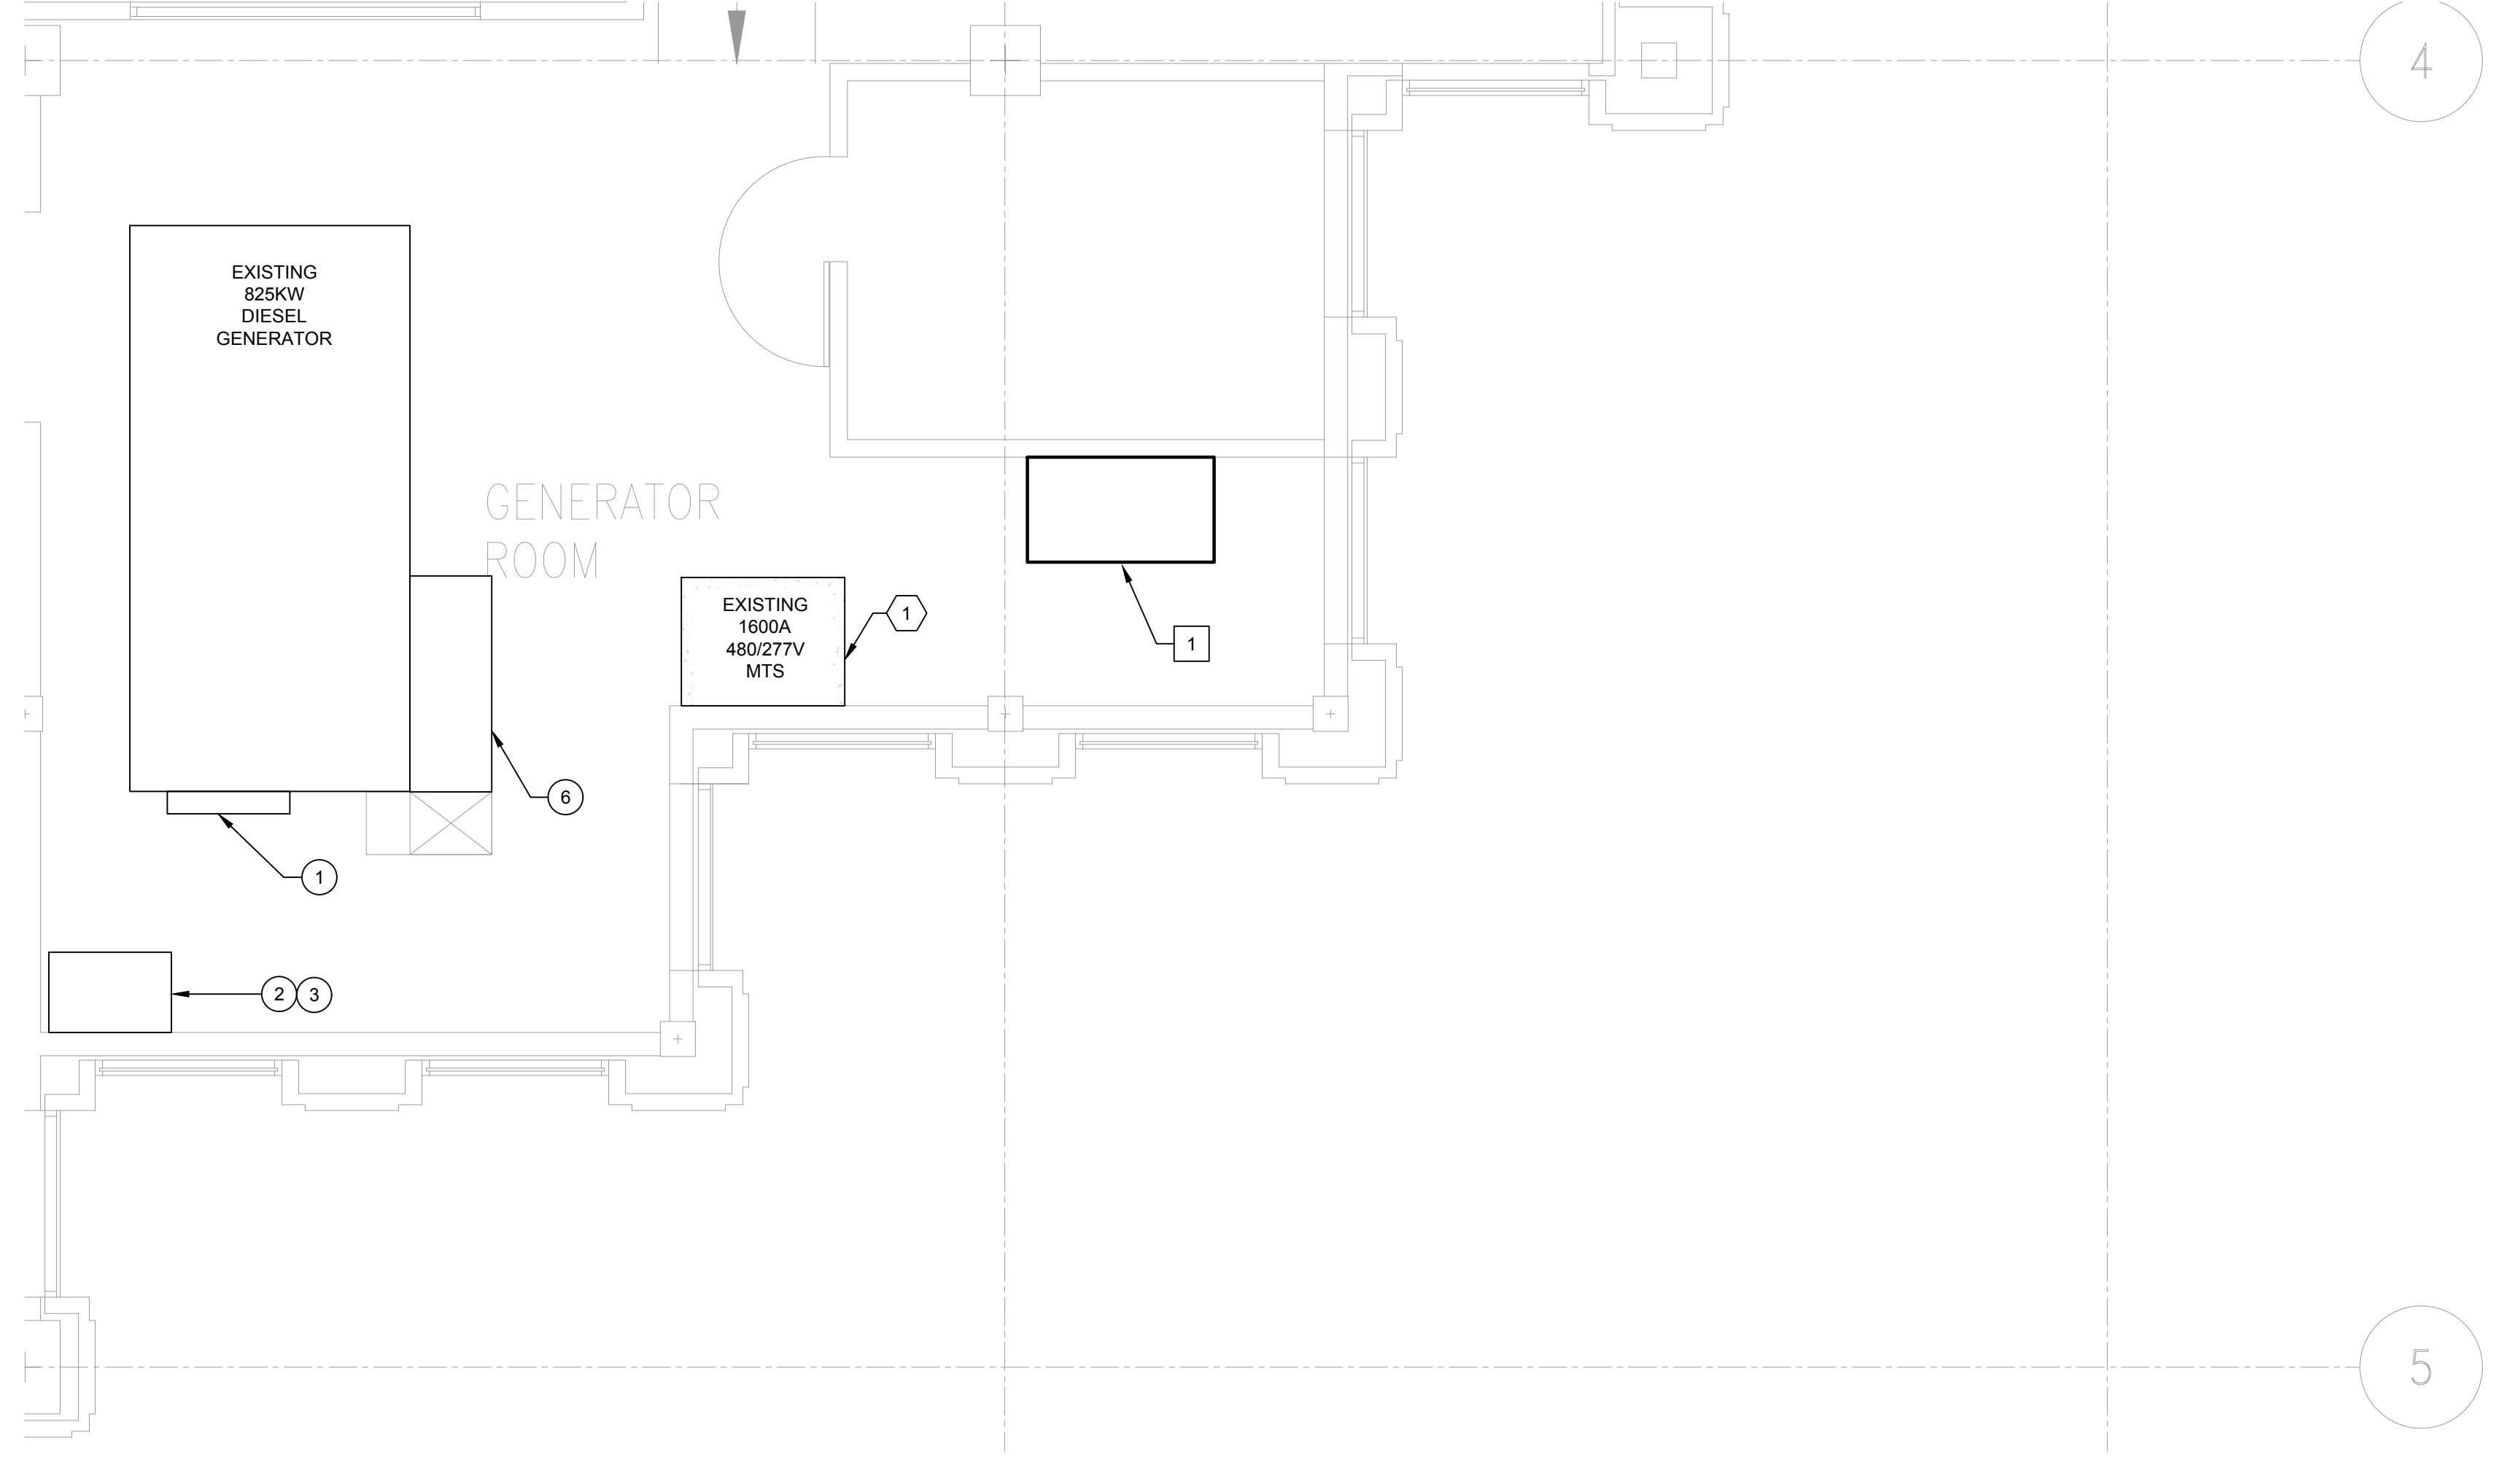 4
EXISTING
825KW
DIESEL
GENERATOR
GENERATOR
ROOM
EXISTING
1600A
480/277V
MTS
1
1
6
1
2
3
5